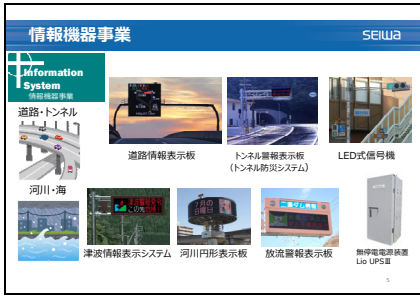 情報機器事業
SEIWA
Information
System
情報機器事業
道路・トンネル
道路情報表示板
トンネル警報表示板
(トンネル防災システム)
LED式信号機
河川・海
津波情報表示システム
河川円形表示板
放流警報表示板
無停電電源装置
Lio UPSⅢ
5